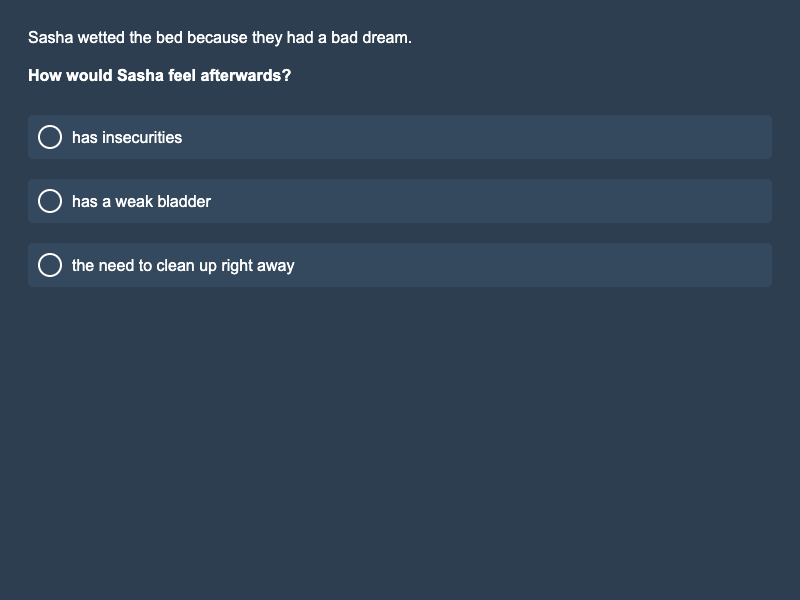 Sasha wetted the bed because they had a bad dream.
How would Sasha feel afterwards?
has insecurities
has a weak bladder
the need to clean up right away